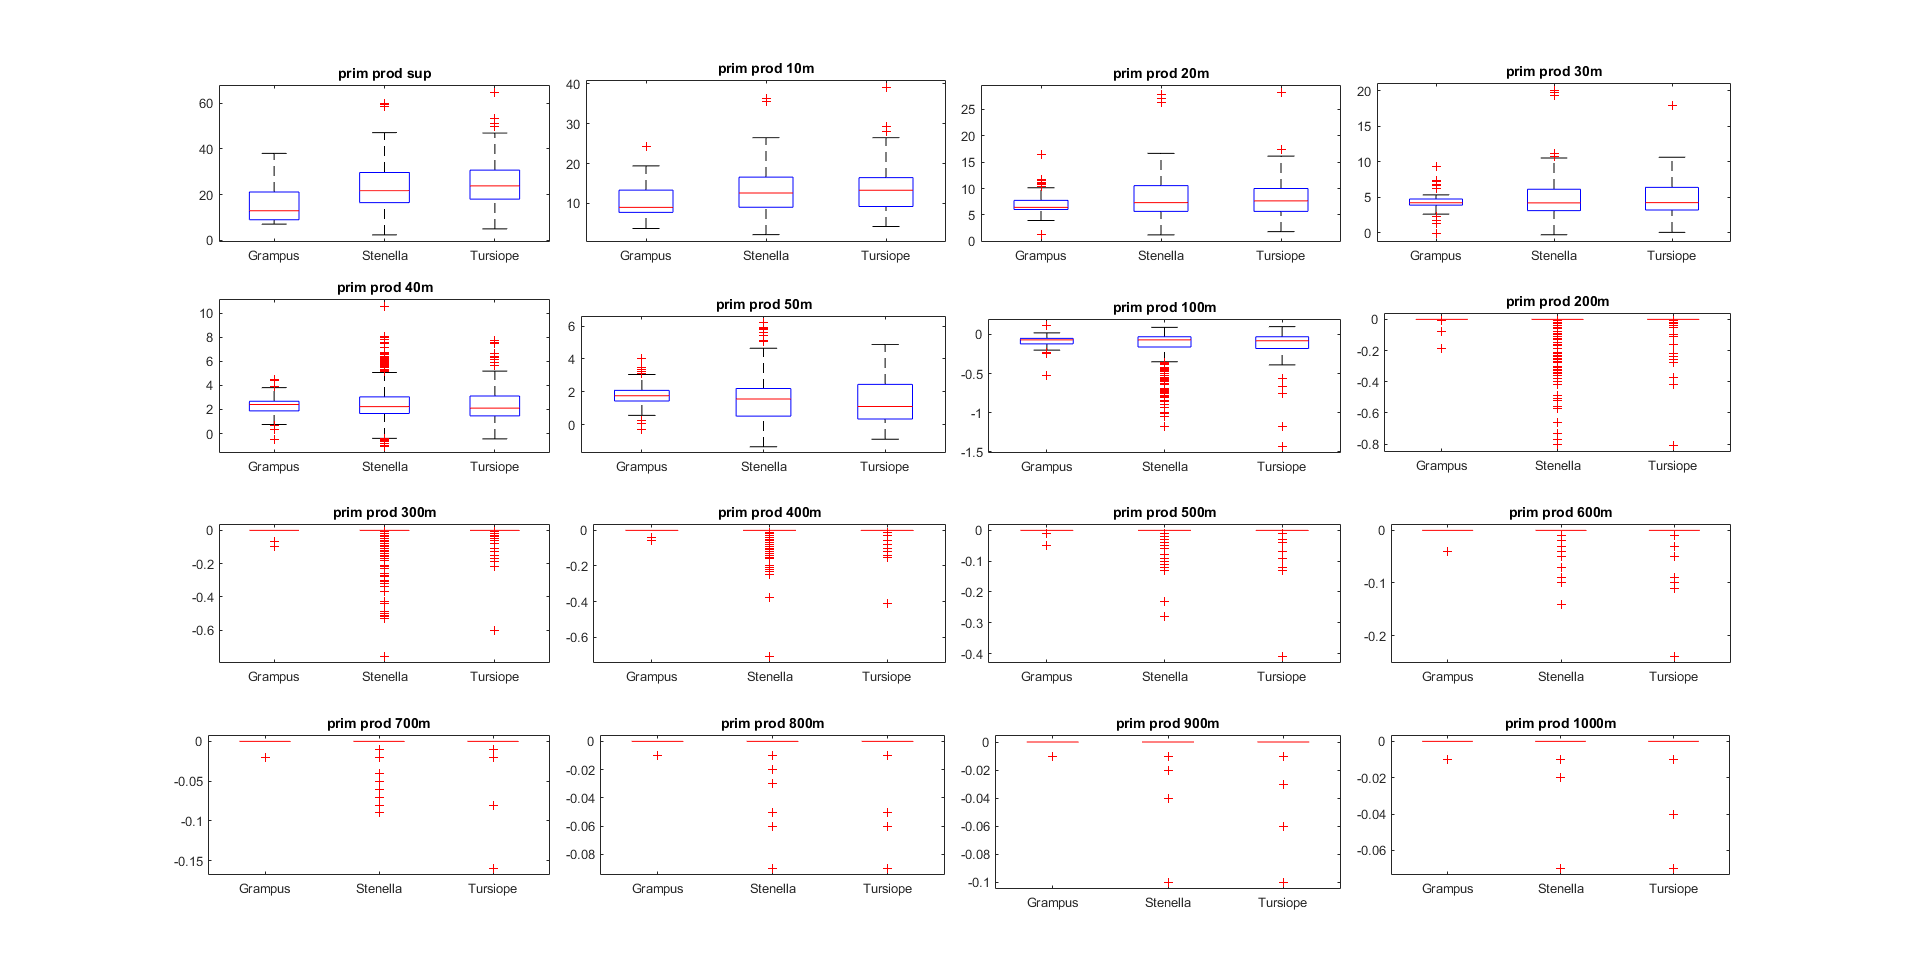 prim prod sup
60
40
20
0
Grampus Stenella Tursiope
prim prod 10m
40
30
20
10
Grampus Stenella Tursiope
prim prod 20m
25
20
15
10
5
0
Grampus Stenella Tursiope
prim prod 30m
20
15
10
5
0
Grampus Stenella Tursiope
prim prod 40m
10
8
6
4
2
0
Grampus Stenella Tursiope
prim prod 50m
6
4
2
0
Grampus Stenella Tursiope
prim prod 100m
0
-0.5
-1
-1.5
Grampus Stenella Tursiope
prim prod 200m
0
-0.2
-0.4
-0.6
-0.8
Grampus Stenella Tursiope
prim prod 300m
0
-0.2
-0.4
-0.6
Grampus Stenella Tursiope
prim prod 400m
0
-0.2
-0.4
-0.6
Grampus Stenella Tursiope
prim prod 500m
0
-0.1
-0.2
-0.3
-0.4
Grampus Stenella Tursiope
prim prod 600m
0
-0.1
-0.2
Grampus Stenella Tursiope
prim prod 700m
0
-0.05
-0.1
-0.15
Grampus Stenella Tursiope
prim prod 800m
0
-0.02
-0.04
-0.06
-0.08
Grampus Stenella Tursiope
prim prod 900m
0
-0.02
-0.04
-0.06
-0.08
-0.1
Grampus Stenella Tursiope
prim prod 1000m
0
-0.02
-0.04
-0.06
Grampus Stenella Tursiope